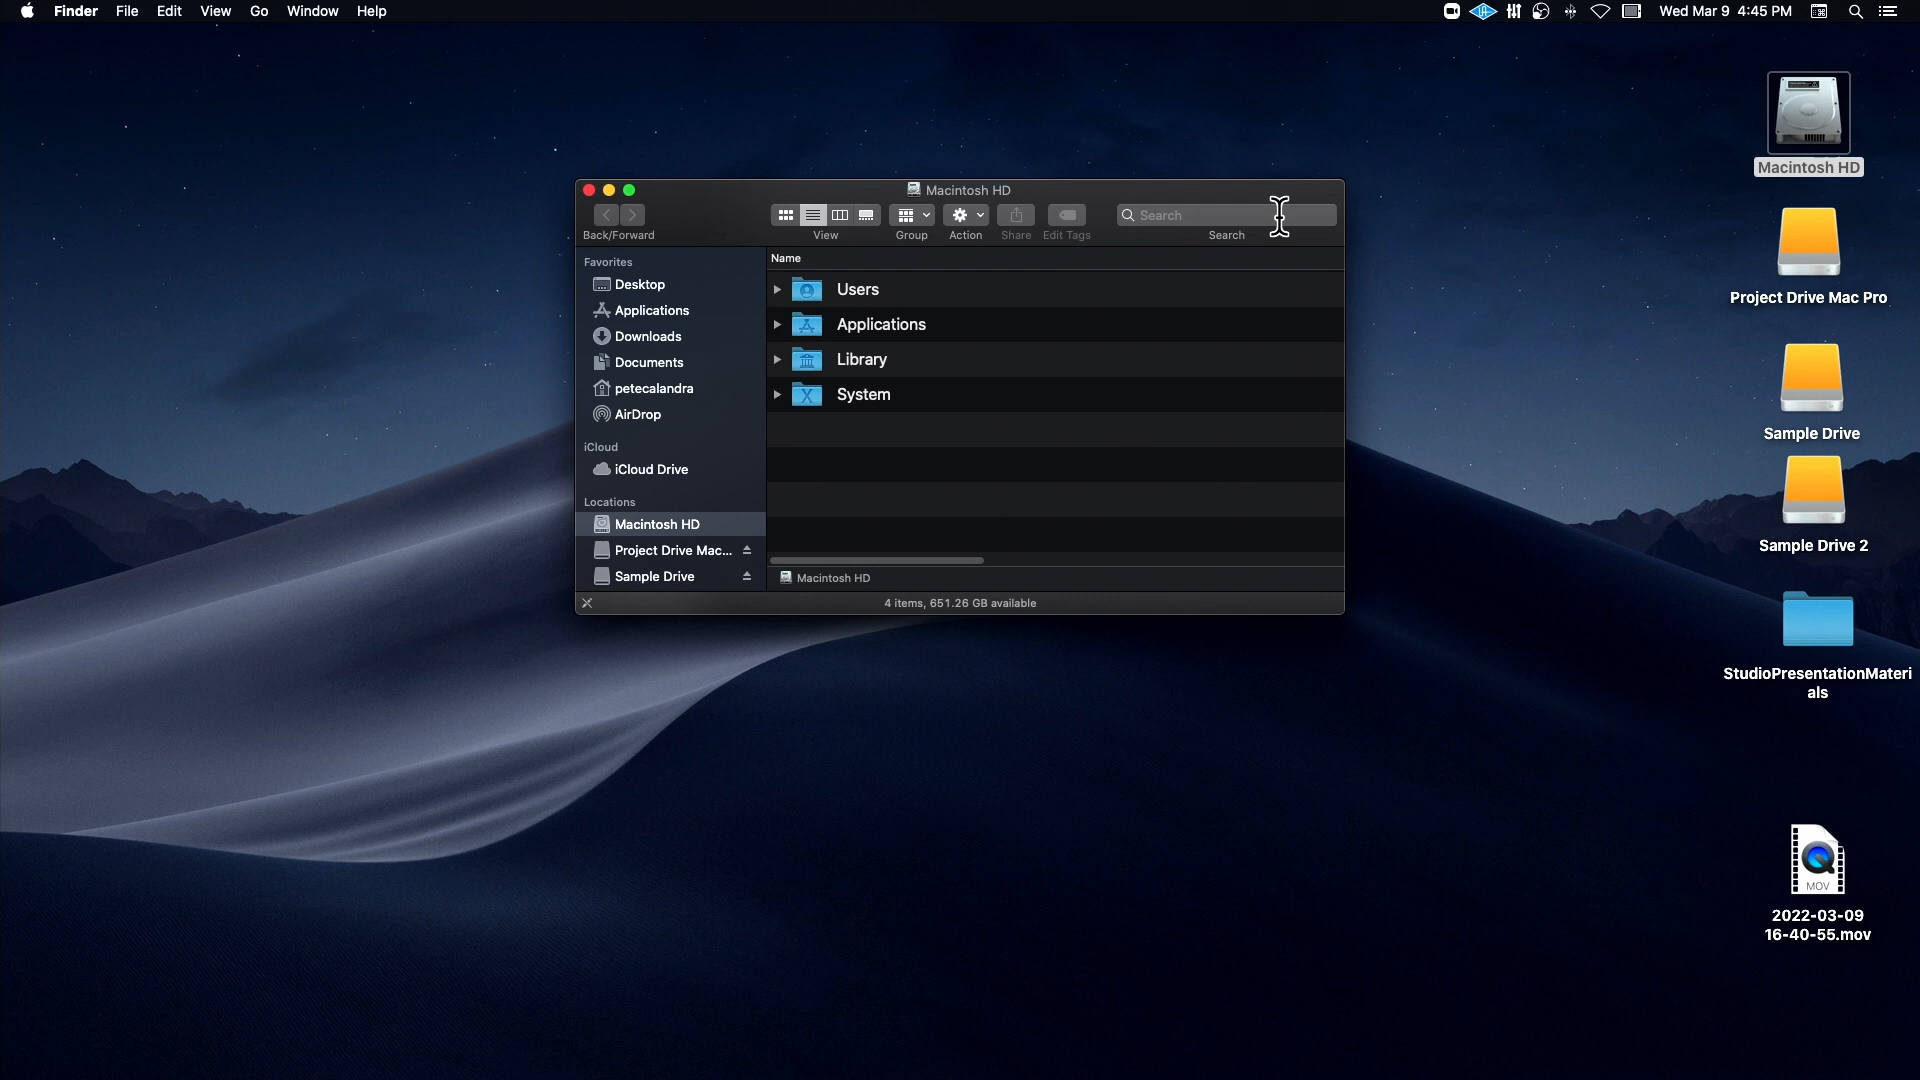 Finder File Edit View Go Window Help
Wed Mar 9 4:45 PM
Macintosh HD
Back/Forward
View
Group
Action
Share
Edit Tags
Search
Search
Favorites
Desktop
Applications
Downloads
Documents
petecalandra
AirDrop
iCloud
iCloud Drive
Locations
Macintosh HD
Project Drive Mac...
Sample Drive
Name
Users
Applications
Library
System
Macintosh HD
4 items, 651.26 GB available
Macintosh HD
Project Drive Mac Pro
Sample Drive
Sample Drive 2
StudioPresentationMateri
als
MOV
2022-03-09
16-40-55.mov